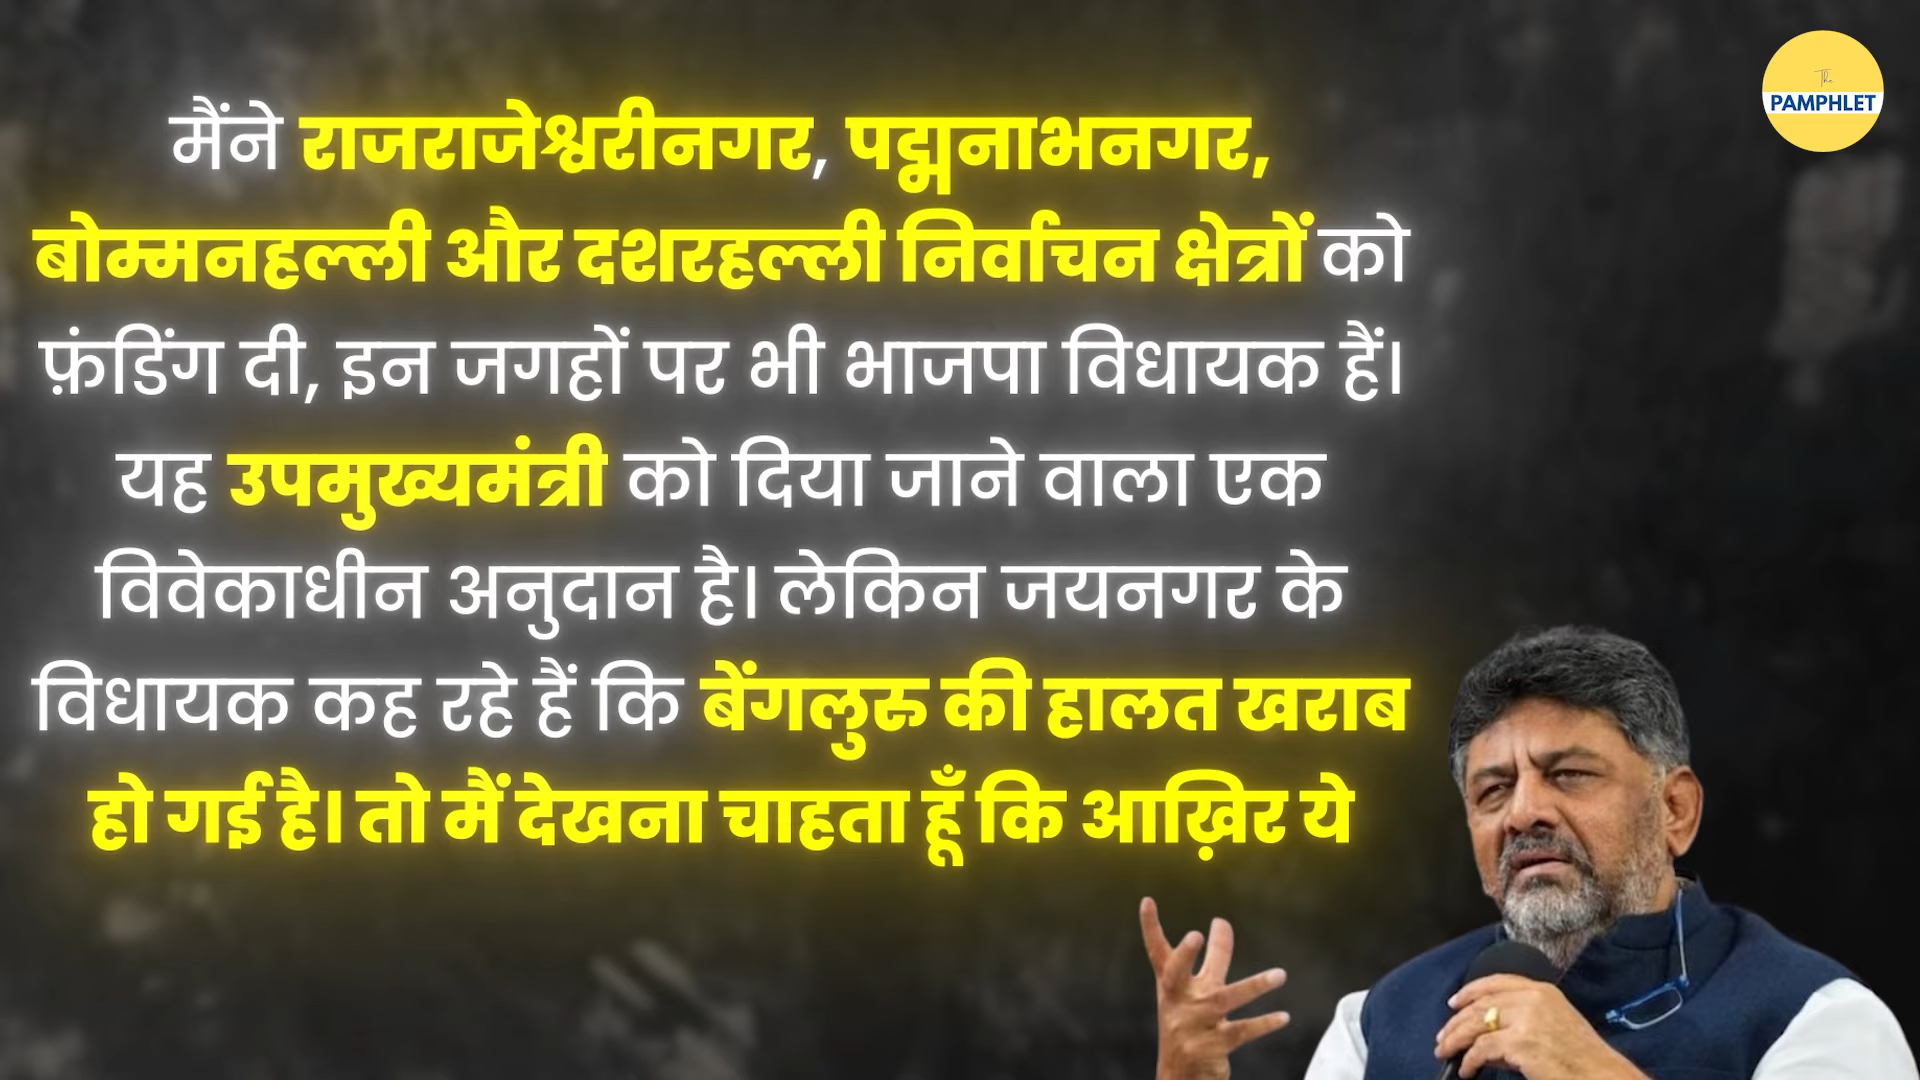 The
PAMPHLET
मैंने राजराजेश्वरीनगर, पद्मनाभनगर,
बोम्मनहल्ली और दशरहल्ली निर्वाचन क्षेत्रों को
फ़ंडिंग दी, इन जगहों पर भी भाजपा विधायक हैं।
यह उपमुख्यमंत्री को दिया जाने वाला एक
विवेकाधीन अनुदान है। लेकिन जयनगर के
विधायक कह रहे हैं कि बेंगलुरु की हालत खराब
हो गई है। तो मैं देखना चाहता हूँ कि आख़िर ये